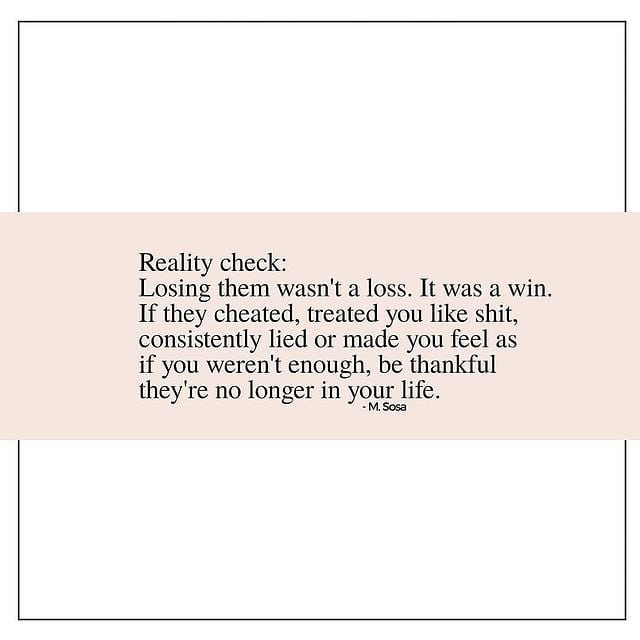 Reality check:
Losing them wasn't a loss. It was a win.
If they cheated, treated you like shit,
consistently lied or made you feel as
if you weren't enough, be thankful
they're no longer in your life.
- M. Sosa